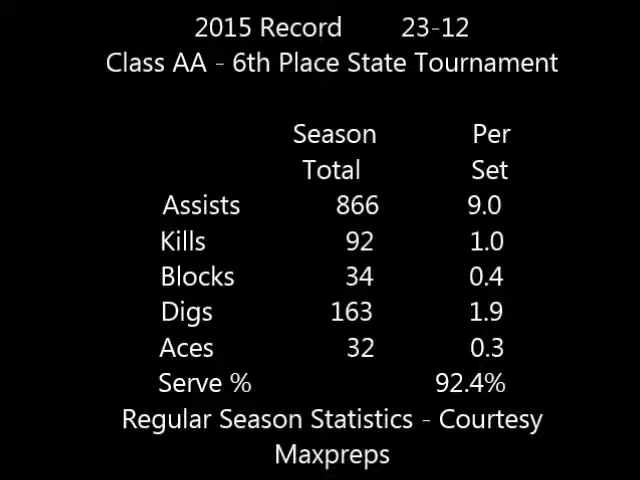 2015 Record 23-12
Class AA - 6th Place State Tournament
Season Per
Total Set
Assists 866 9.0
Kills 92 1.0
Blocks 34 0.4
Digs 163 1.9
Aces 32 0.3
Serve % 92.4%
Regular Season Statistics - Courtesy
Maxpreps